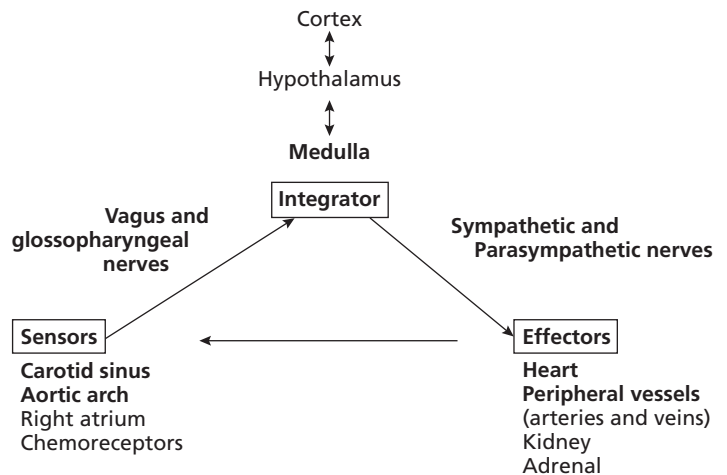 Cortex
Hypothalamus
Medulla
Integrator
Vagus and
glossopharyngeal
nerves
Sympathetic and
Parasympathetic nerves
Sensors
Carotid sinus
Aortic arch
Right atrium
Chemoreceptors
Effectors
Heart
Peripheral vessels
(arteries and veins)
Kidney
Adrenal